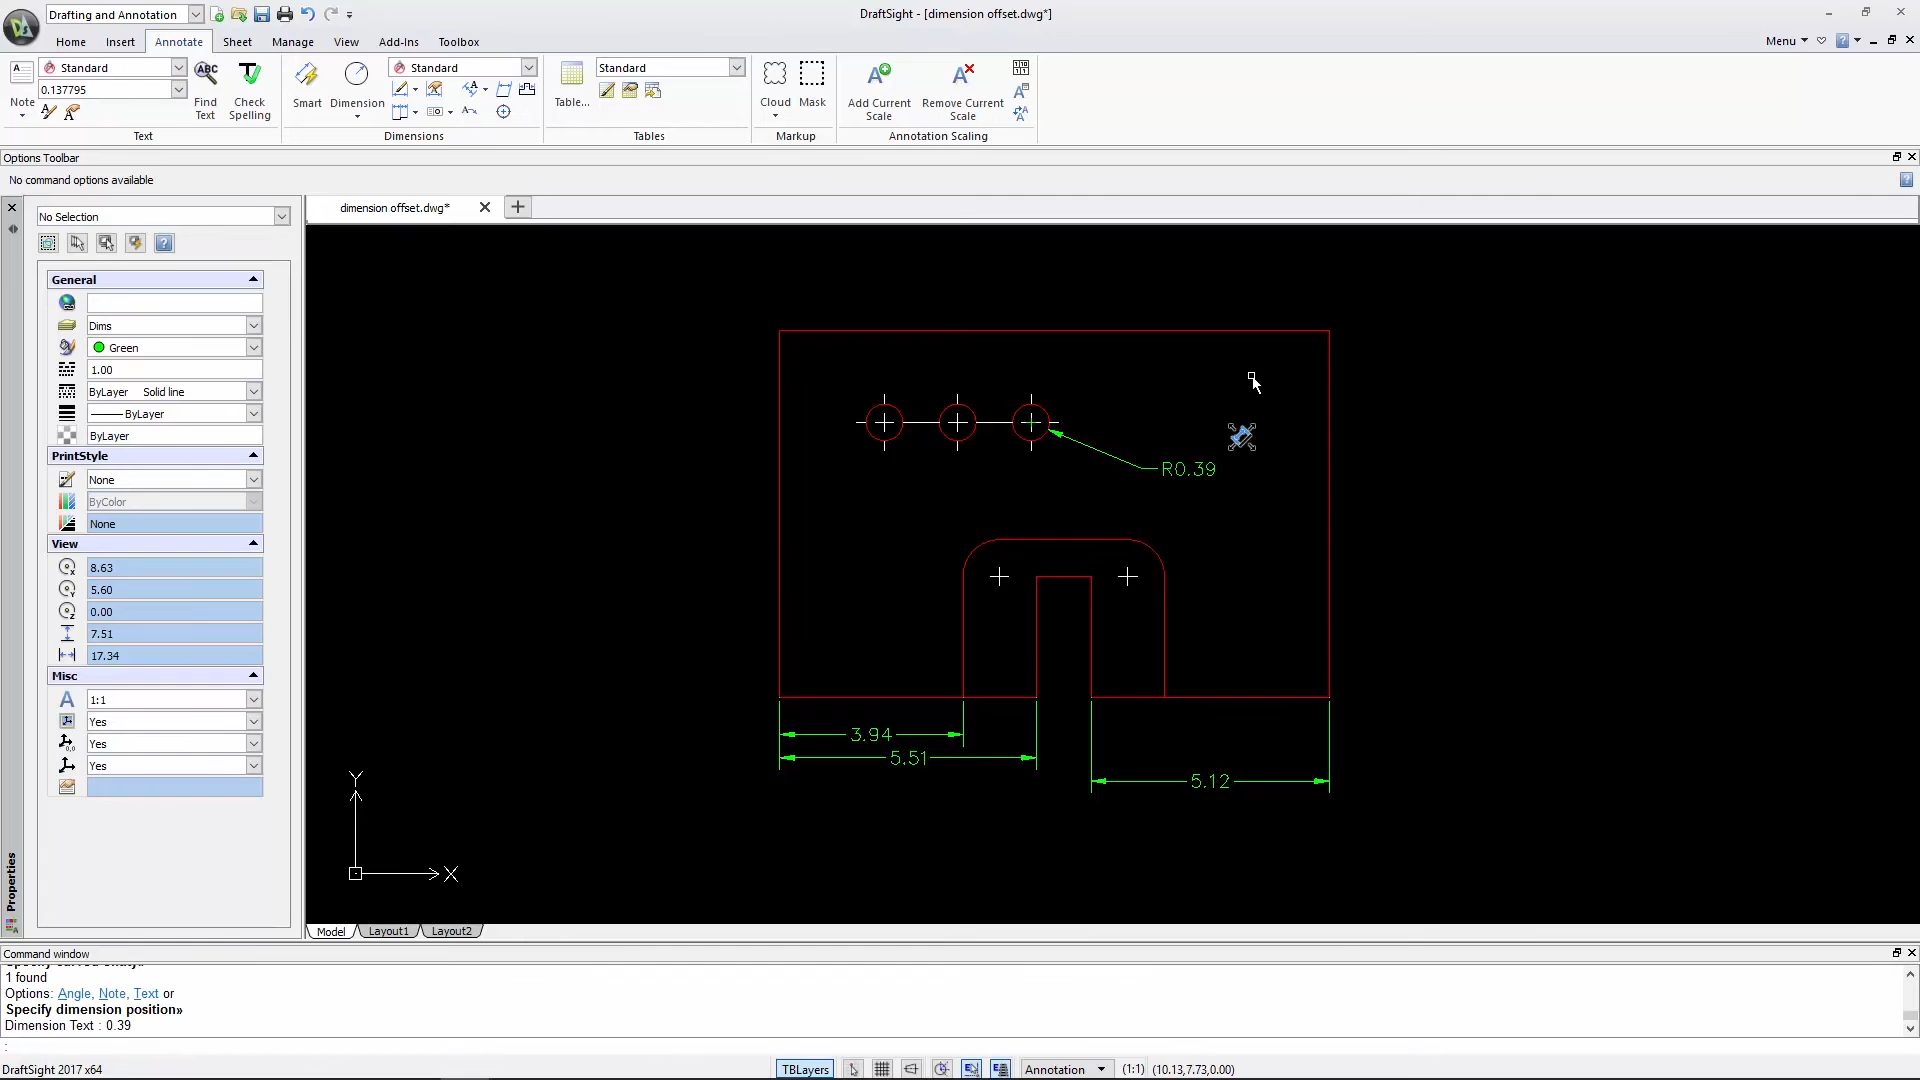 Drafting and Annotation
DraftSight - [dimension offset.dwg*]
Home Insert Annotate Sheet Manage View Add-Ins Toolbox
Menu
Standard
0.137795
Note
Find Text
Check Spelling
Text
Smart
Dimension
Standard
Dimensions
Table...
Standard
Tables
Cloud
Mask
Markup
Add Current Scale
Remove Current Scale
Annotation Scaling
Options Toolbar
No command options available
dimension offset.dwg*
No Selection
General
Dims
Green
1.00
ByLayer Solid line
ByLayer
ByLayer
PrintStyle
None
ByColor
None
View
8.63
5.60
0.00
7.51
17.34
Misc
1:1
Yes
Yes
Yes
Properties
R0.39
3.94
5.51
5.12
Y
X
Model Layout1 Layout2
Command window
1 found
Options: Angle, Note, Text or
Specify dimension position»
Dimension Text : 0.39
:
DraftSight 2017 x64
TBLayers
Annotation
(1:1)
(10.13,7.73,0.00)